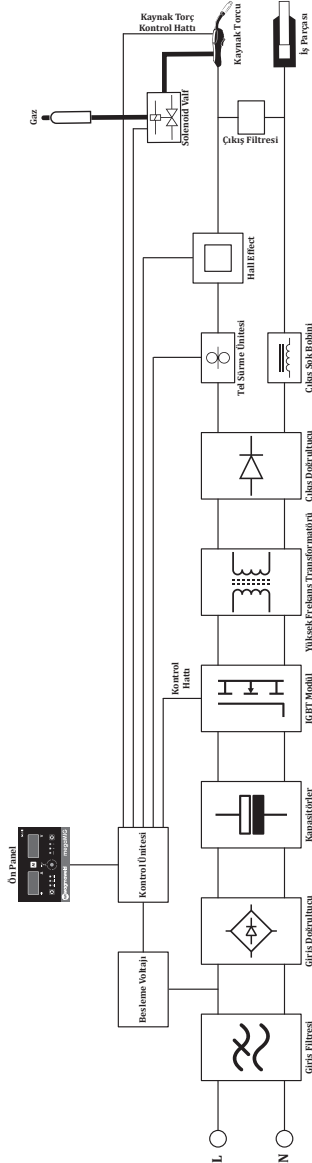 Kaynak Torç
Kontrol Hattı
Gaz
Solenoid Valf
Kaynak Torcu
İş Parçası
Çıkış Filtresi
Hall Effect
Tel Sürme Ünitesi
Çıkış Şok Bobini
Çıkış Doğrultucu
Yüksek Frekans Transformatörü
Kontrol
Hattı
IGBT Modül
Ön Panel
Kontrol Ünitesi
Kapasitörler
Besleme Voltajı
Giriş Doğrultucu
Giriş Filtresi
L
N